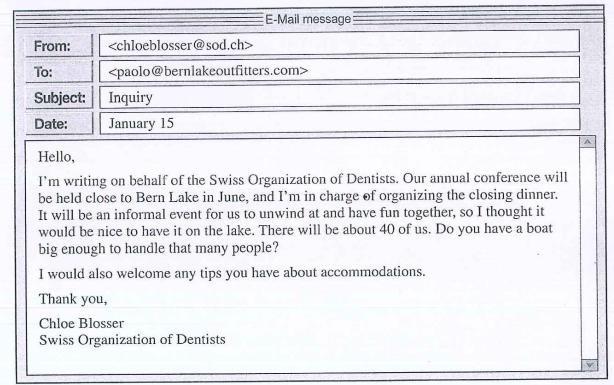 E-Mail message
From: <chloeblosser@sod.ch>
To: <paolo@bernlakeoutfitters.com>
Subject: Inquiry
Date: January 15
Hello,
I'm writing on behalf of the Swiss Organization of Dentists. Our annual conference will
be held close to Bern Lake in June, and I'm in charge of organizing the closing dinner.
It will be an informal event for us to unwind at and have fun together, so I thought it
would be nice to have it on the lake. There will be about 40 of us. Do you have a boat
big enough to handle that many people?
I would also welcome any tips you have about accommodations.
Thank you,
Chloe Blosser
Swiss Organization of Dentists